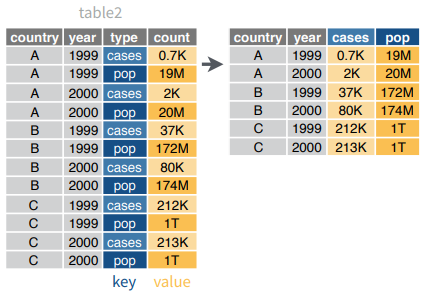 table2
country year type count
A 1999 cases 0.7K
A 1999 pop 19M
A 2000 cases 2K
A 2000 pop 20M
B 1999 cases 37K
B 1999 pop 172M
B 2000 cases 80K
B 2000 pop 174M
C 1999 cases 212K
C 1999 pop 1T
C 2000 cases 213K
C 2000 pop 1T
key value
country year cases pop
A 1999 0.7K 19M
A 2000 2K 20M
B 1999 37K 172M
B 2000 80K 174M
C 1999 212K 1T
C 2000 213K 1T